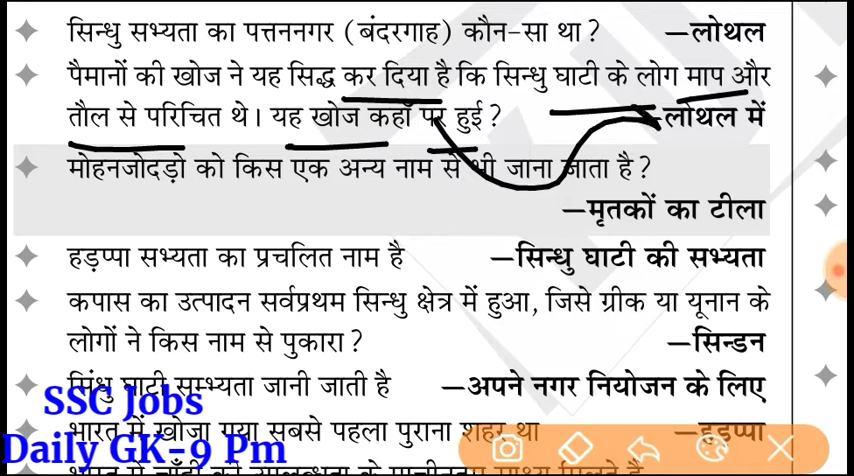 सिन्धु सभ्यता का पत्तननगर (बंदरगाह) कौन-सा था? —लोथल
पैमानों की खोज ने यह सिद्ध कर दिया है कि सिन्धु घाटी के लोग माप और
तौल से परिचित थे। यह खोज कहाँ पर हुई? —लोथल में
मोहनजोदड़ो को किस एक अन्य नाम से भी जाना जाता है?
—मृतकों का टीला
हड़प्पा सभ्यता का प्रचलित नाम है —सिन्धु घाटी की सभ्यता
कपास का उत्पादन सर्वप्रथम सिन्धु क्षेत्र में हुआ, जिसे ग्रीक या यूनान के
लोगों ने किस नाम से पुकारा? —सिन्डन
सिंधु घाटी सभ्यता जानी जाती है —अपने नगर नियोजन के लिए
SSC Jobs
भारत में खोजा गया सबसे पहला पुराना शहर था —हड़प्पा
Daily GK-9 Pm